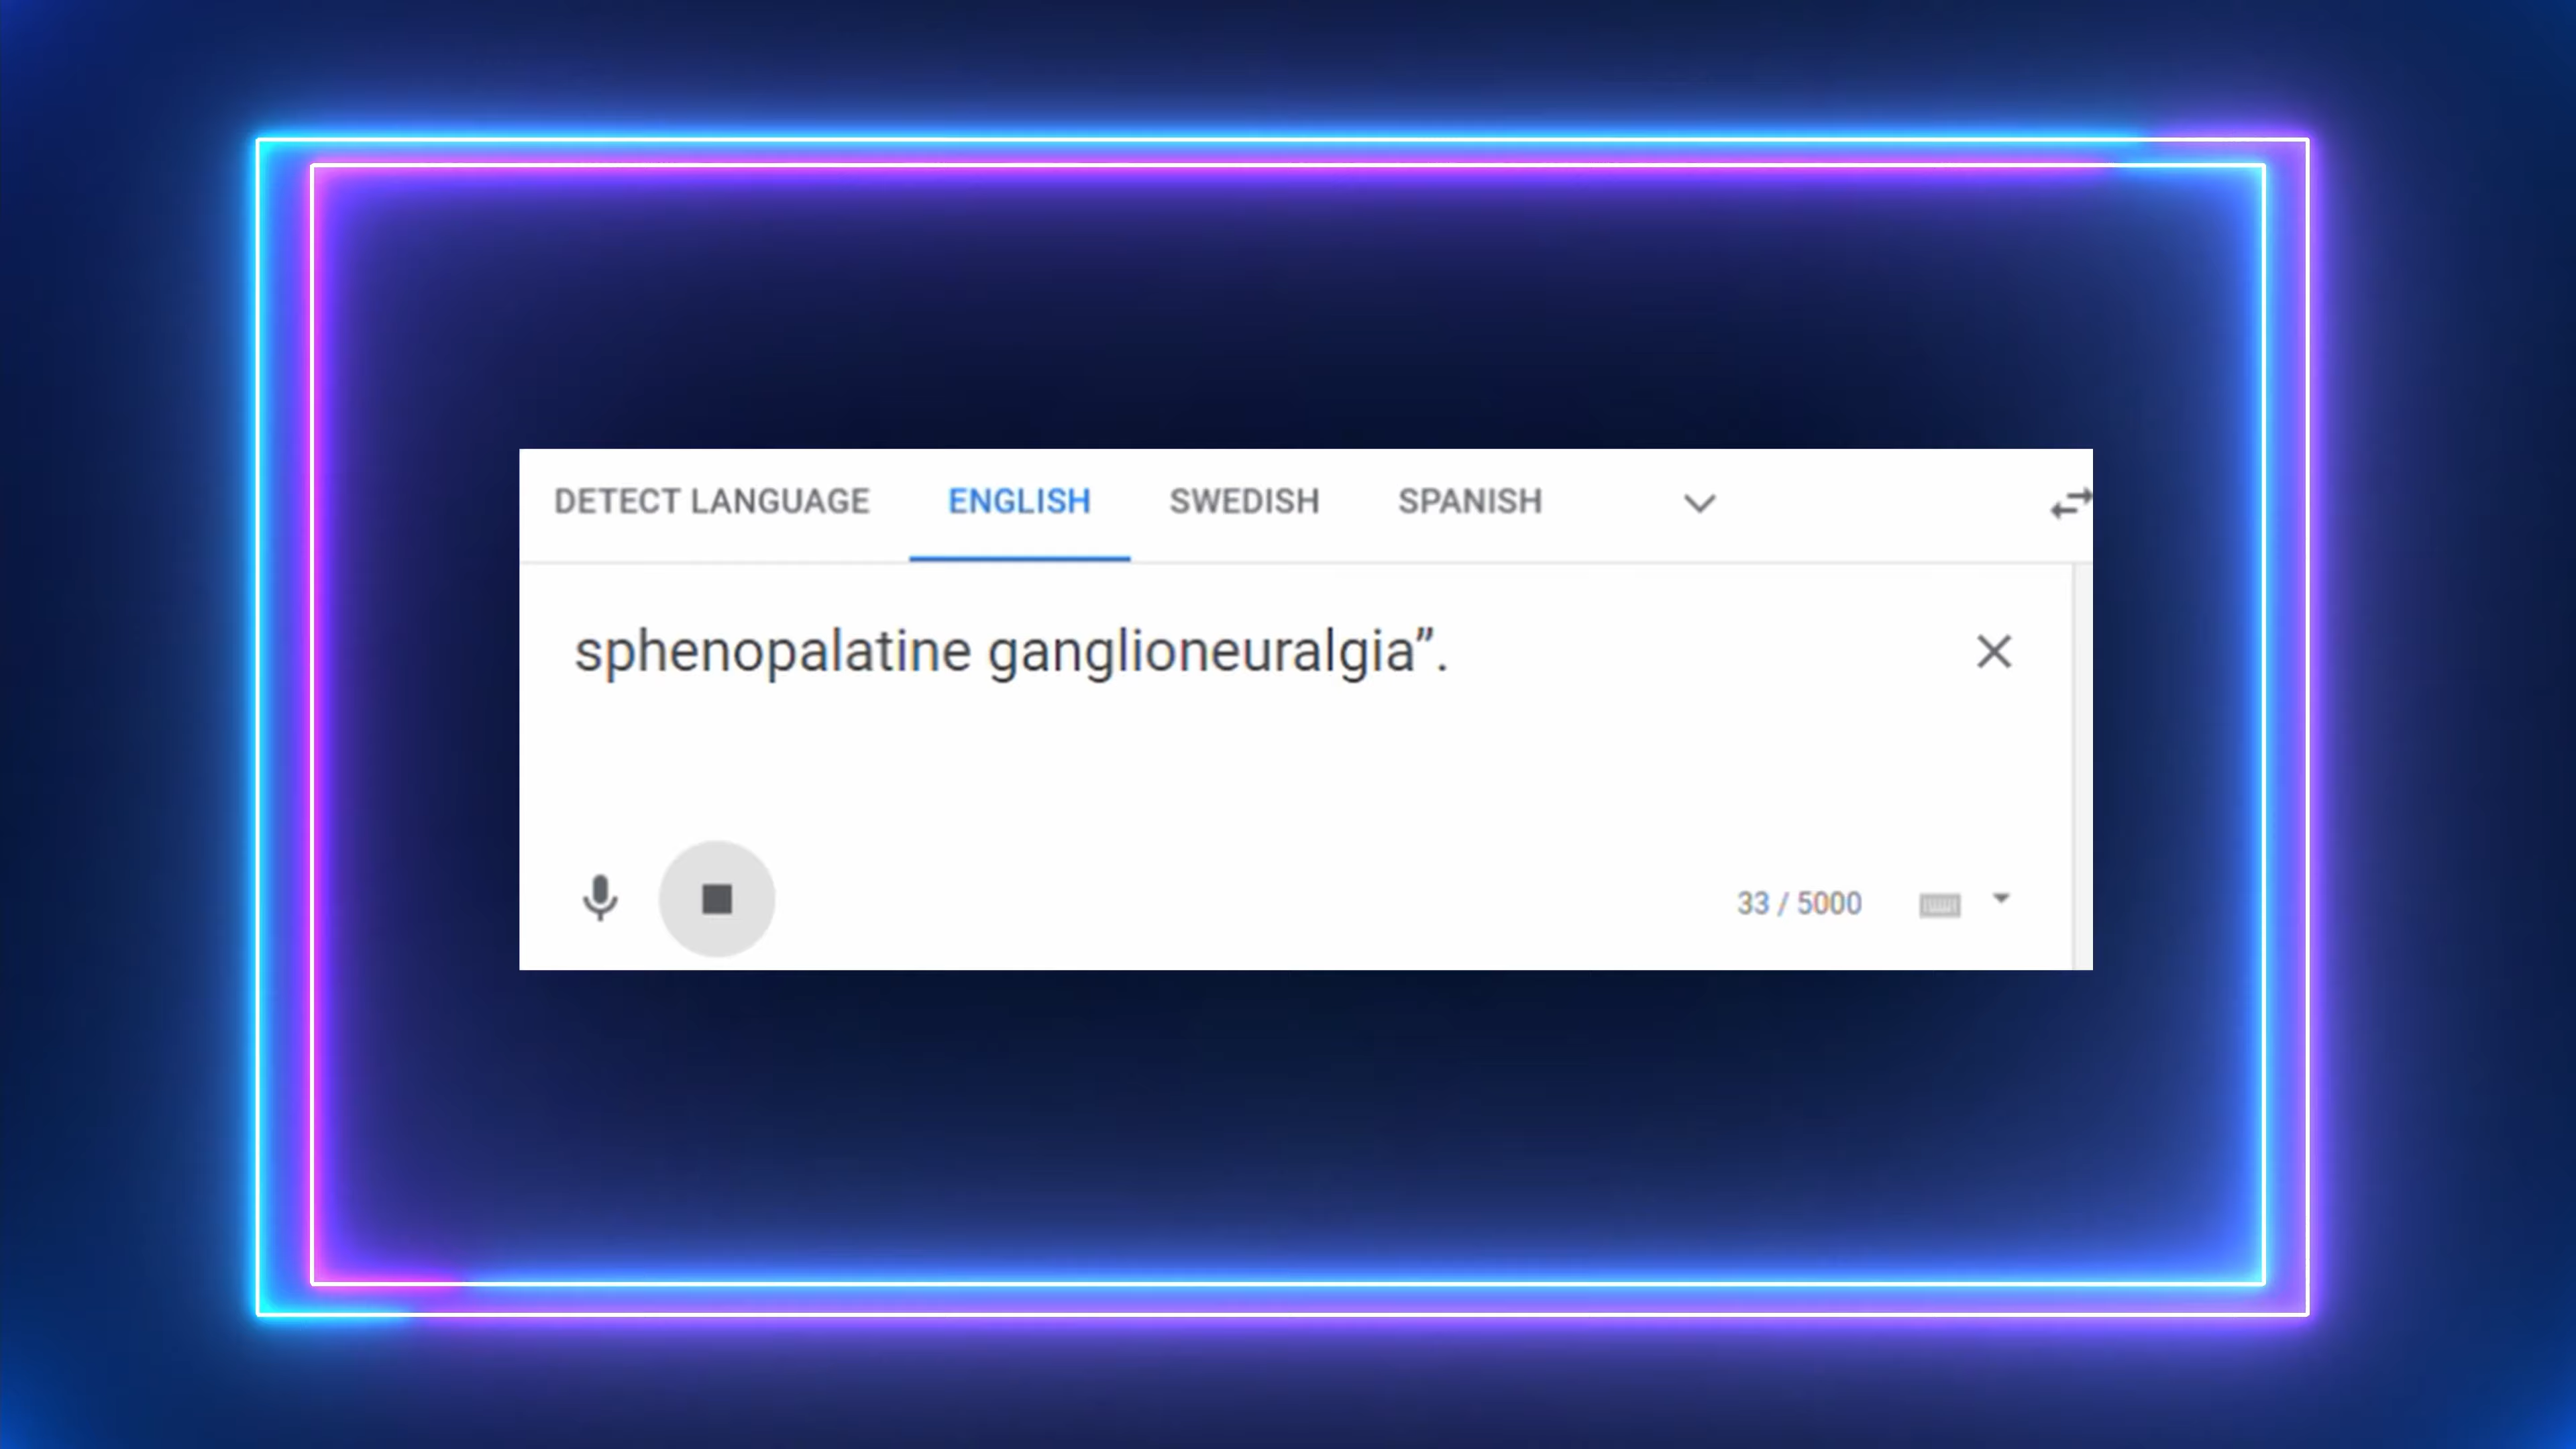 DETECT LANGUAGE ENGLISH SWEDISH SPANISH
sphenopalatine ganglioneuralgia”.
33 / 5000